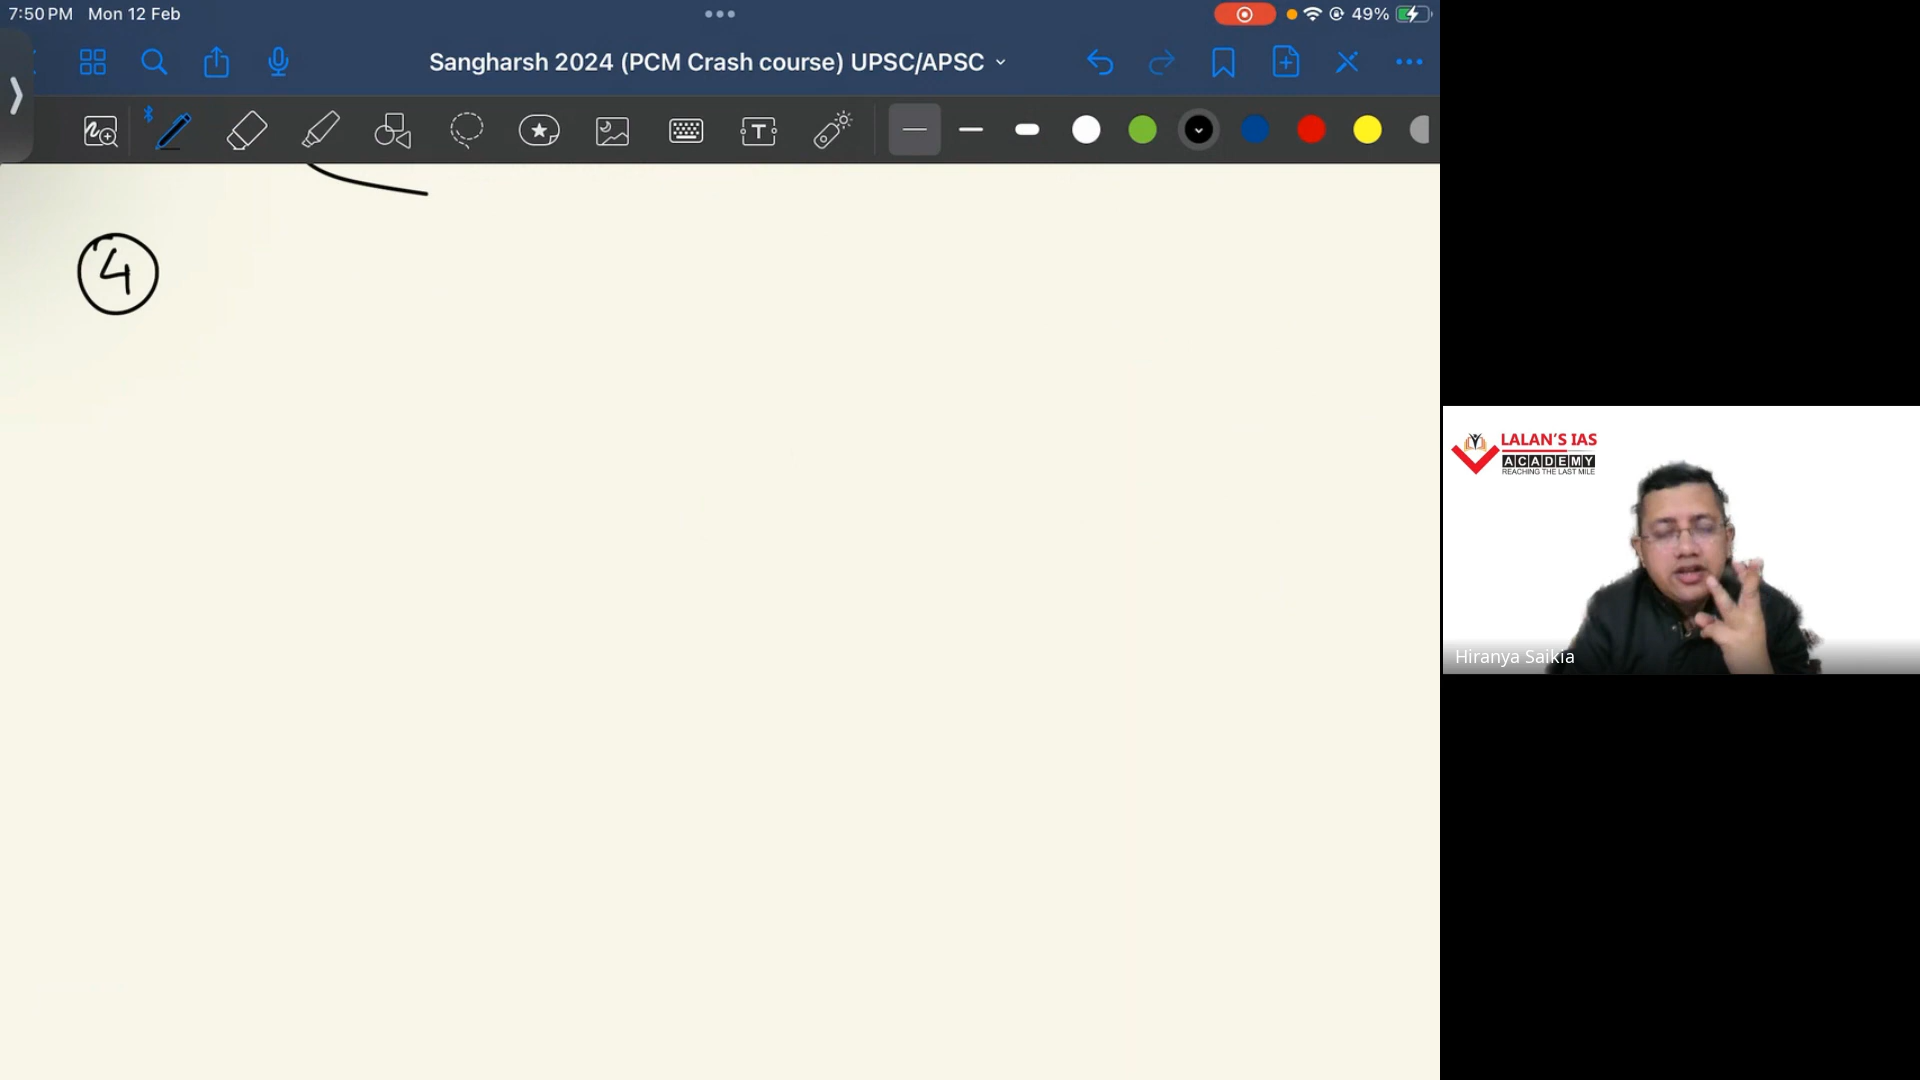 7:50 PM Mon 12 Feb
49%
Sangharsh 2024 (PCM Crash course) UPSC/APSC
T
4
LALAN'S IAS
ACADEMY
REACHING THE LAST MILE
Hiranya Saikia